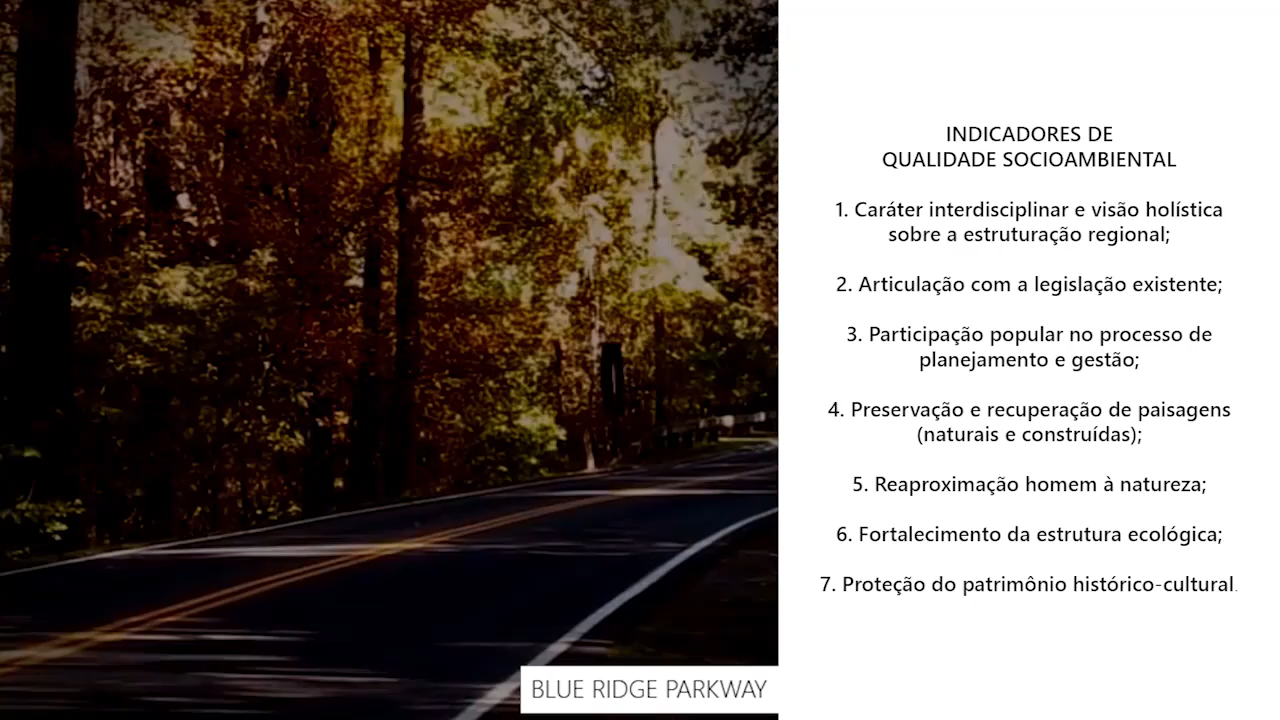 INDICADORES DE
QUALIDADE SOCIOAMBIENTAL
1. Caráter interdisciplinar e visão holística
sobre a estruturação regional;
2. Articulação com a legislação existente;
3. Participação popular no processo de
planejamento e gestão;
4. Preservação e recuperação de paisagens
(naturais e construídas);
5. Reaproximação homem à natureza;
6. Fortalecimento da estrutura ecológica;
7. Proteção do patrimônio histórico-cultural.
BLUE RIDGE PARKWAY